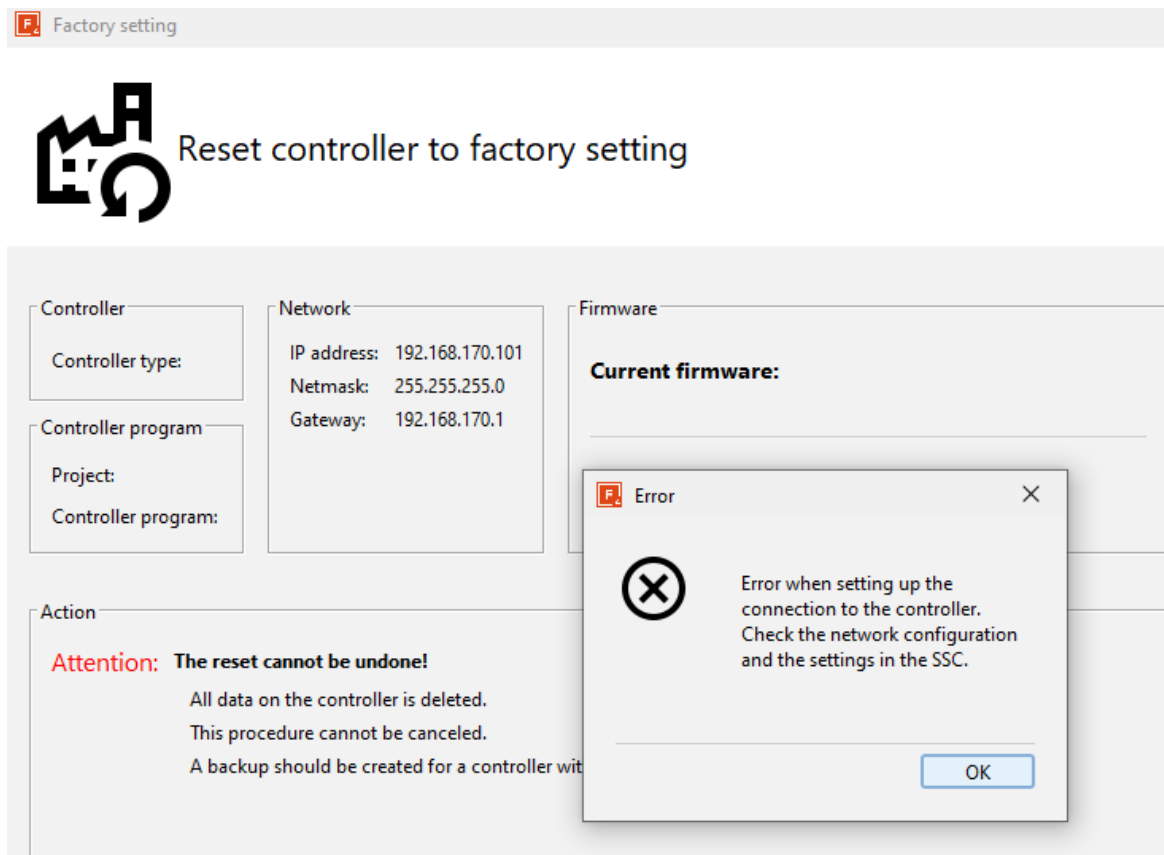 Factory setting
Reset controller to factory setting
Controller
Controller type:
Network
IP address: 192.168.170.101
Netmask: 255.255.255.0
Gateway: 192.168.170.1
Firmware
Current firmware:
Controller program
Project:
Controller program:
Error
Error when setting up the
connection to the controller.
Check the network configuration
and the settings in the SSC.
OK
Action
Attention: The reset cannot be undone!
All data on the controller is deleted.
This procedure cannot be canceled.
A backup should be created for a controller wit